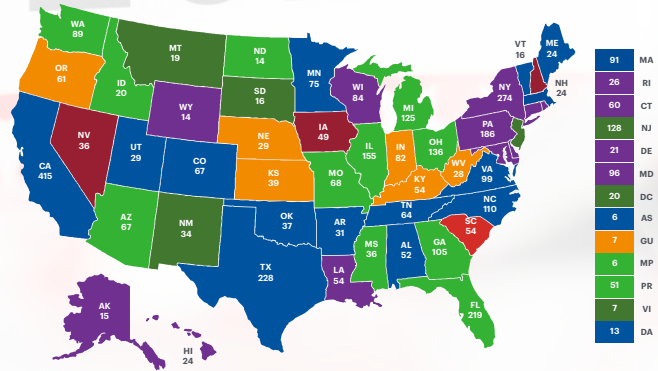 WA
89
OR
61
CA
415
NV
36
ID
20
MT
19
WY
14
UT
29
AZ
67
CO
67
NM
34
ND
14
SD
16
NE
29
KS
39
OK
37
TX
228
MN
75
IA
49
MO
68
AR
31
LA
54
WI
84
IL
155
MI
125
IN
82
OH
136
KY
54
TN
64
MS
36
AL
52
GA
105
FL
219
SC
54
NC
110
VA
99
WV
28
PA
186
NY
274
VT
16
ME
24
NH
24
AK
15
HI
24
91 MA
26 RI
60 CT
128 NJ
21 DE
96 MD
20 DC
6 AS
7 GU
6 MP
51 PR
7 VI
13 DA